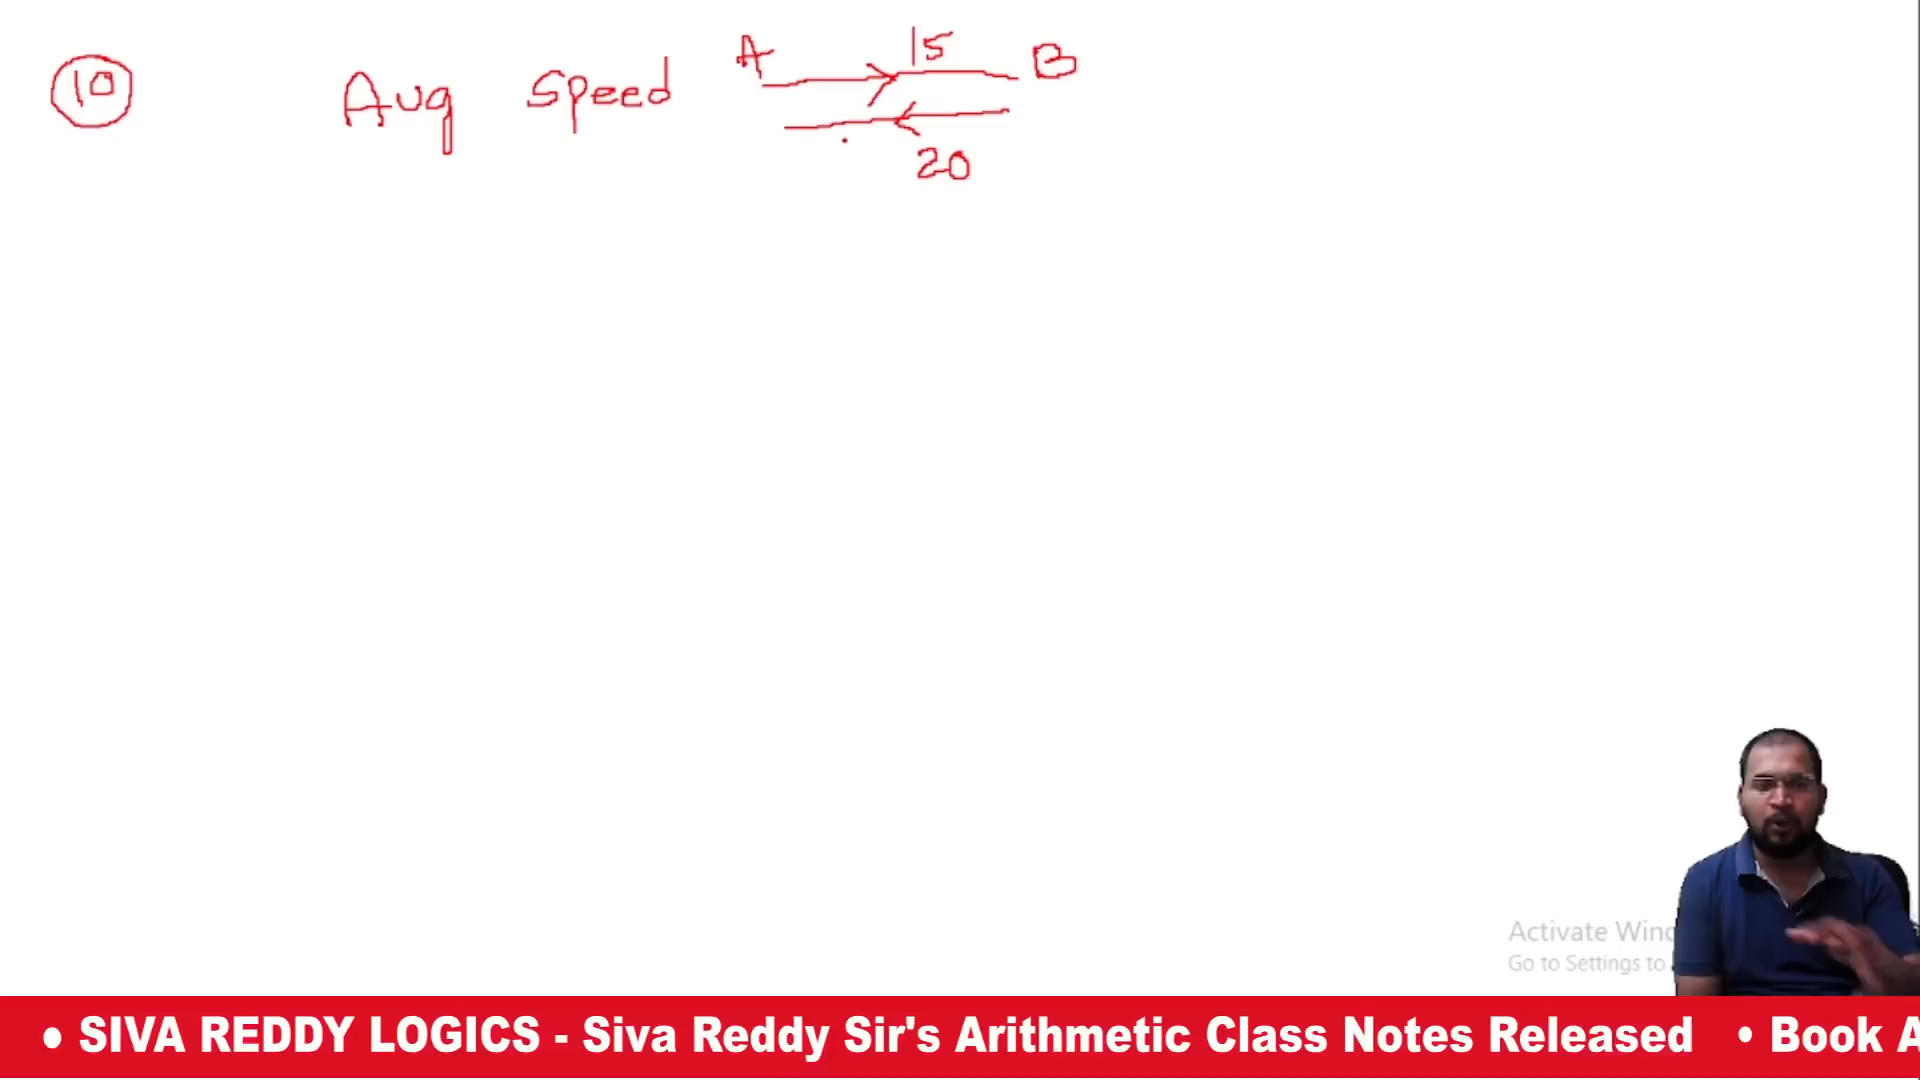 10 Avg Speed A 15 B
20
Activate Wind
Go to Settings to
• SIVA REDDY LOGICS - Siva Reddy Sir's Arithmetic Class Notes Released • Book A